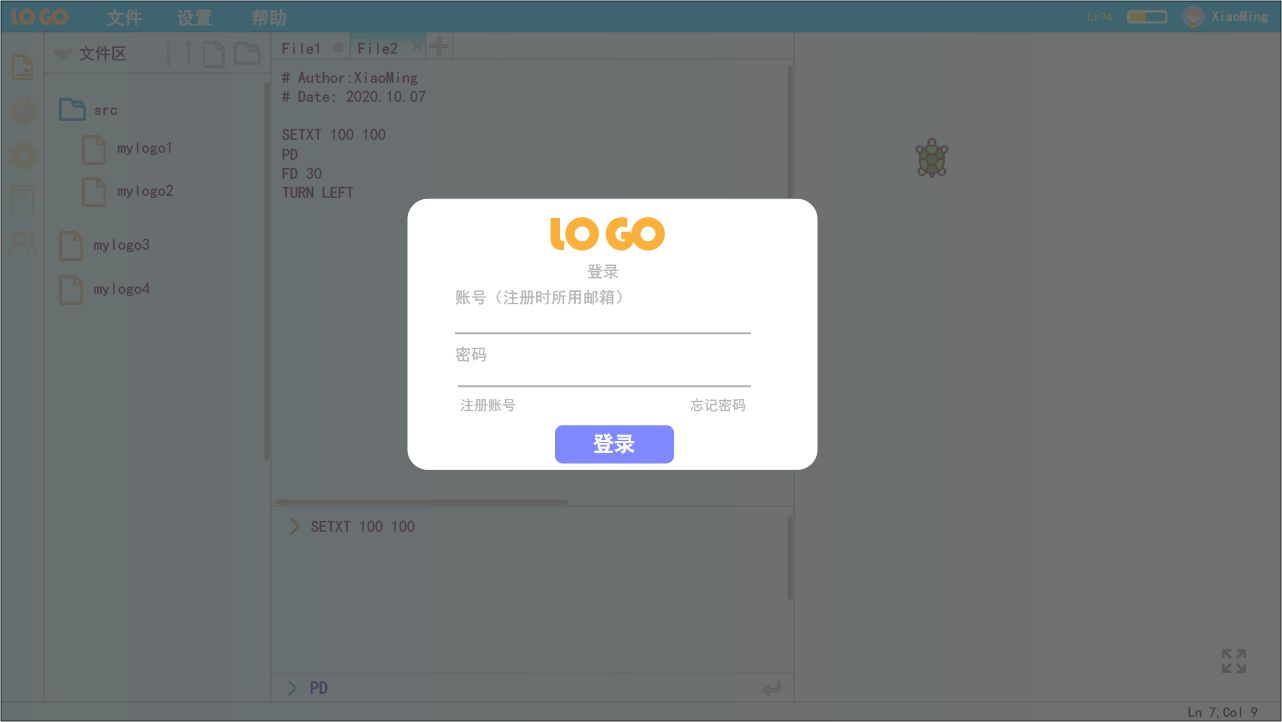 LOGO 文件 设置 帮助 Lv34 XiaoMing
文件区
src
mylogo1
mylogo2
mylogo3
mylogo4
File1 File2
# Author:XiaoMing
# Date: 2020.10.07
SETXT 100 100
PD
FD 30
TURN LEFT
LOGO
登录
账号（注册时所用邮箱）
密码
注册账号 忘记密码
登录
SETXT 100 100
PD
Ln 7,Col 9